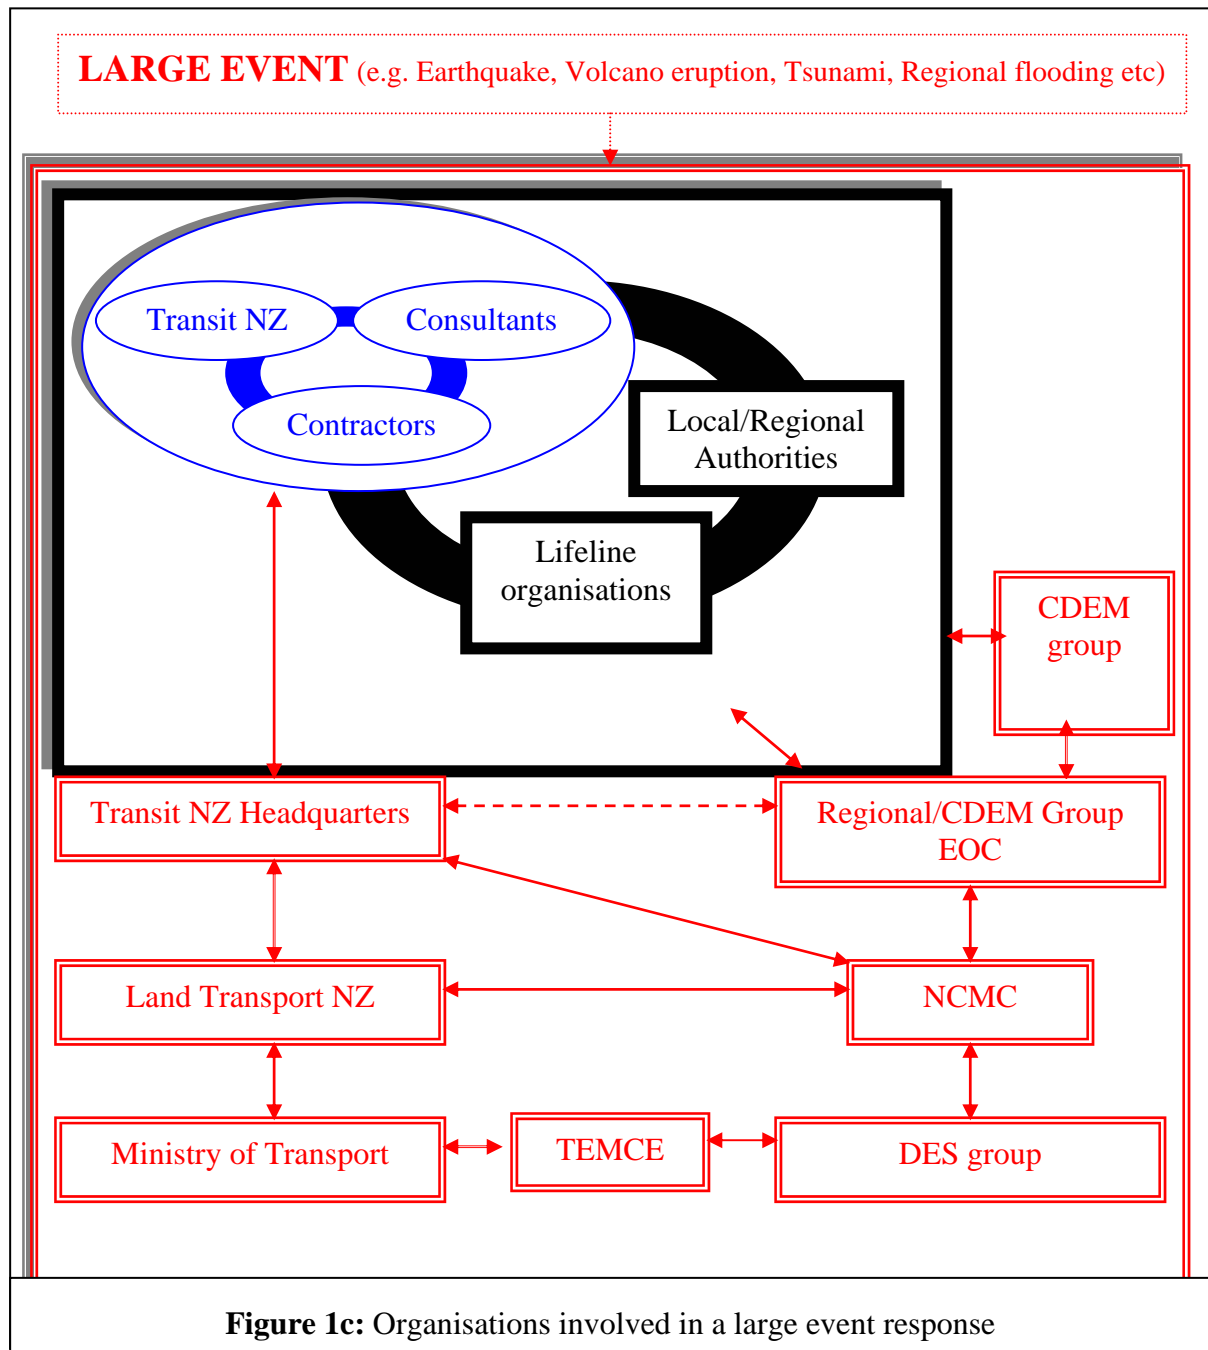 LARGE EVENT (e.g. Earthquake, Volcano eruption, Tsunami, Regional flooding etc)
Transit NZ
Consultants
Contractors
Local/Regional
Authorities
Lifeline
organisations
CDEM
group
Transit NZ Headquarters
Regional/CDEM Group
EOC
Land Transport NZ
NCMC
Ministry of Transport
TEMCE
DES group
Figure 1c: Organisations involved in a large event response